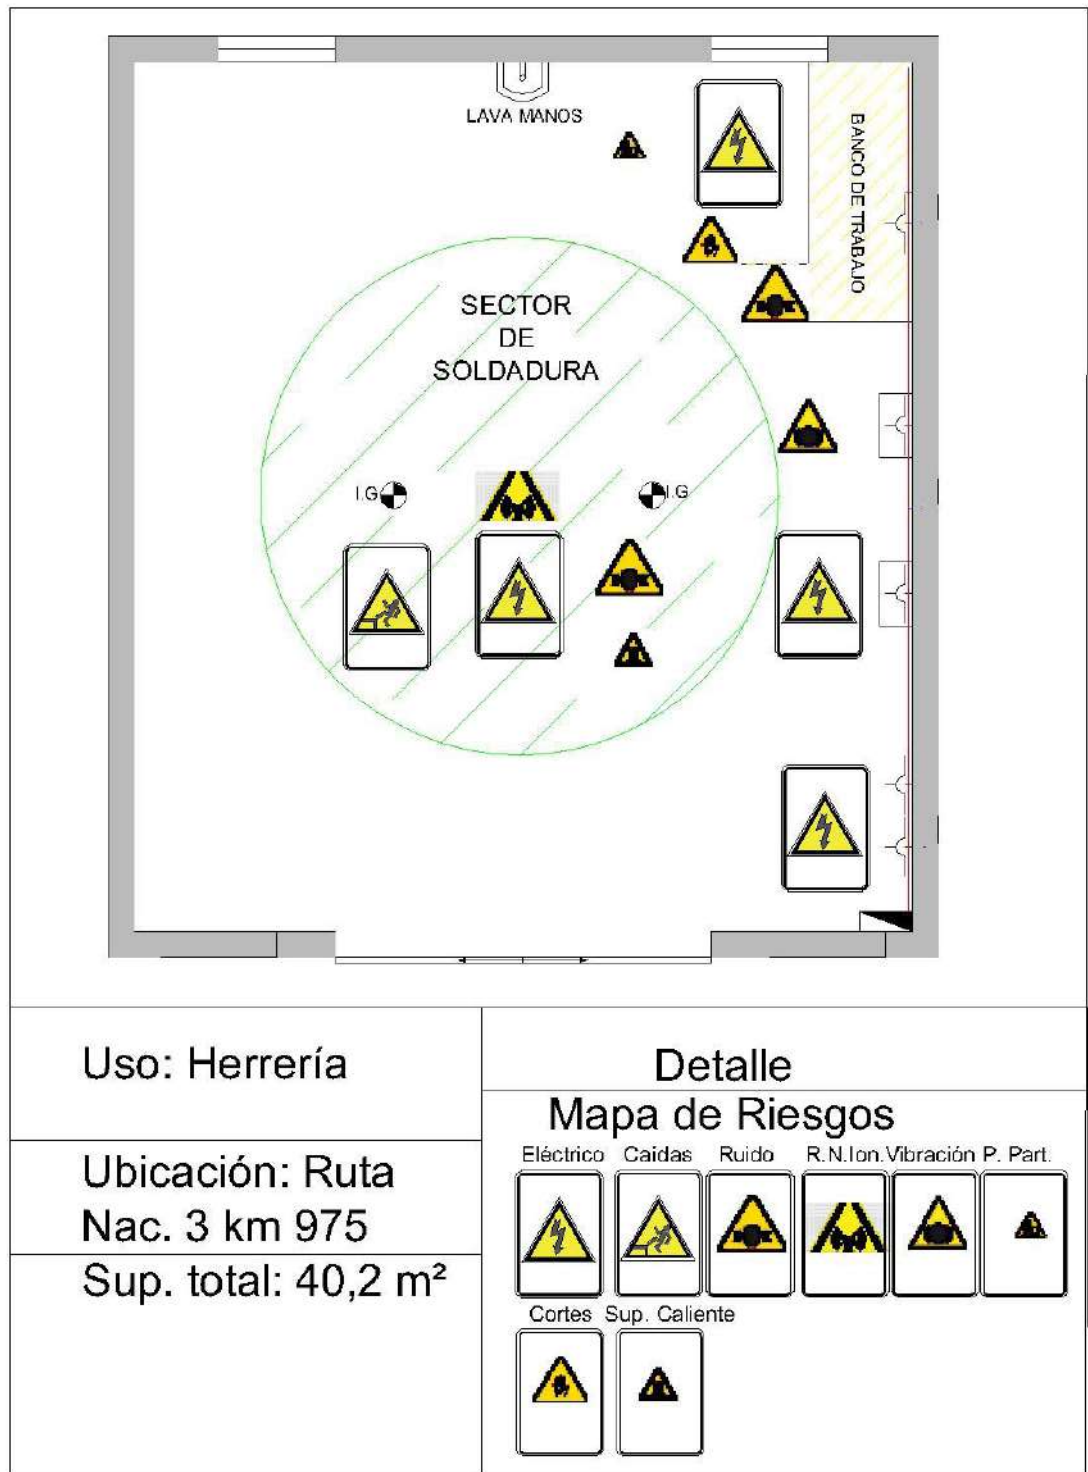 LAVA MANOS
BANCO DE TRABAJO
SECTOR
DE
SOLDADURA
I.G
I.G
Uso: Herrería
Ubicación: Ruta
Nac. 3 km 975
Sup. total: 40,2 m²
Detalle
Mapa de Riesgos
Eléctrico Caídas Ruido R.N.Ion. Vibración P. Part.
Cortes Sup. Caliente